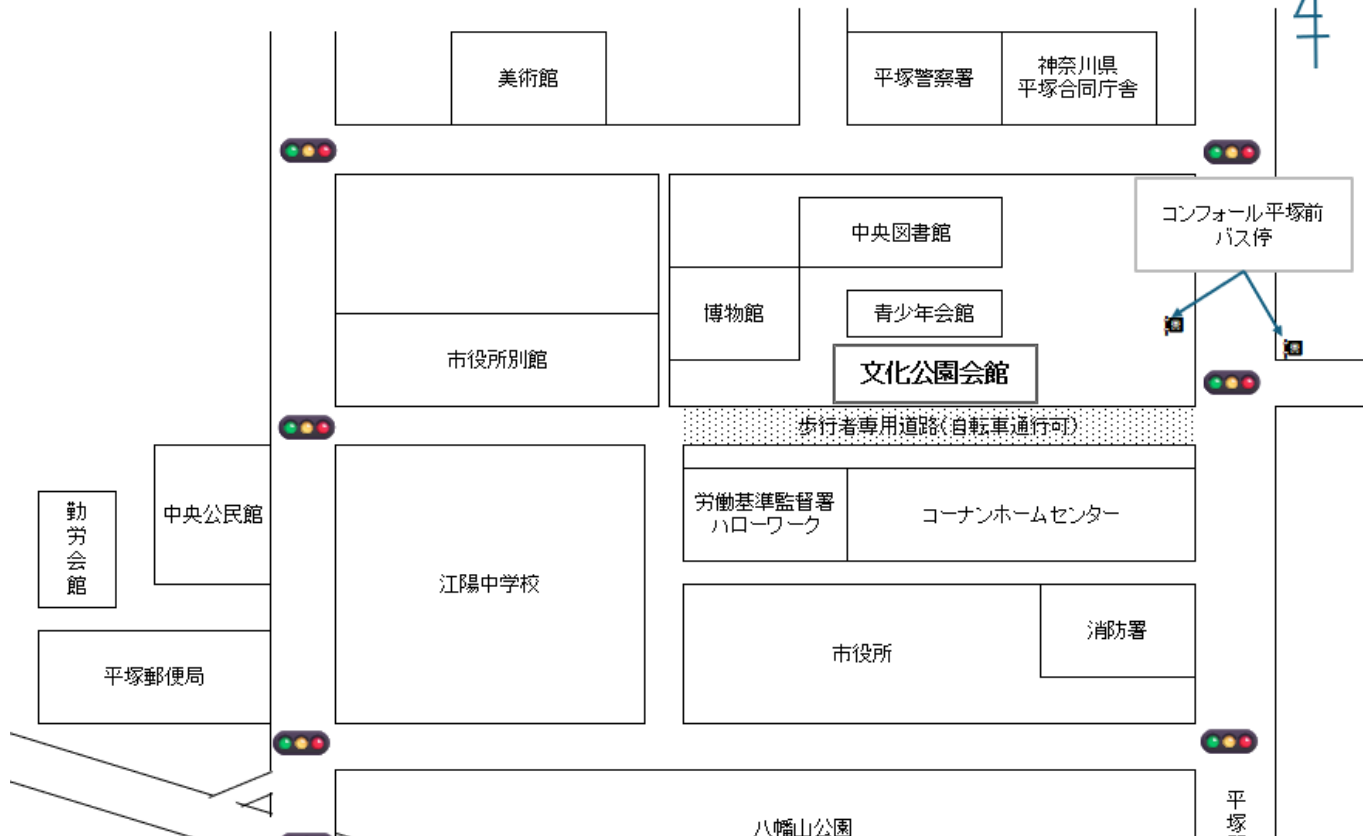 美術館
平塚警察署
神奈川県
平塚合同庁舎
コンフォール平塚前
バス停
中央図書館
博物館
青少年会館
市役所別館
文化公園会館
歩行者専用道路(自転車通行可)
勤労会館
中央公民館
労働基準監督署
ハローワーク
コーナンホームセンター
江陽中学校
市役所
消防署
平塚郵便局
八幡山公園
平塚